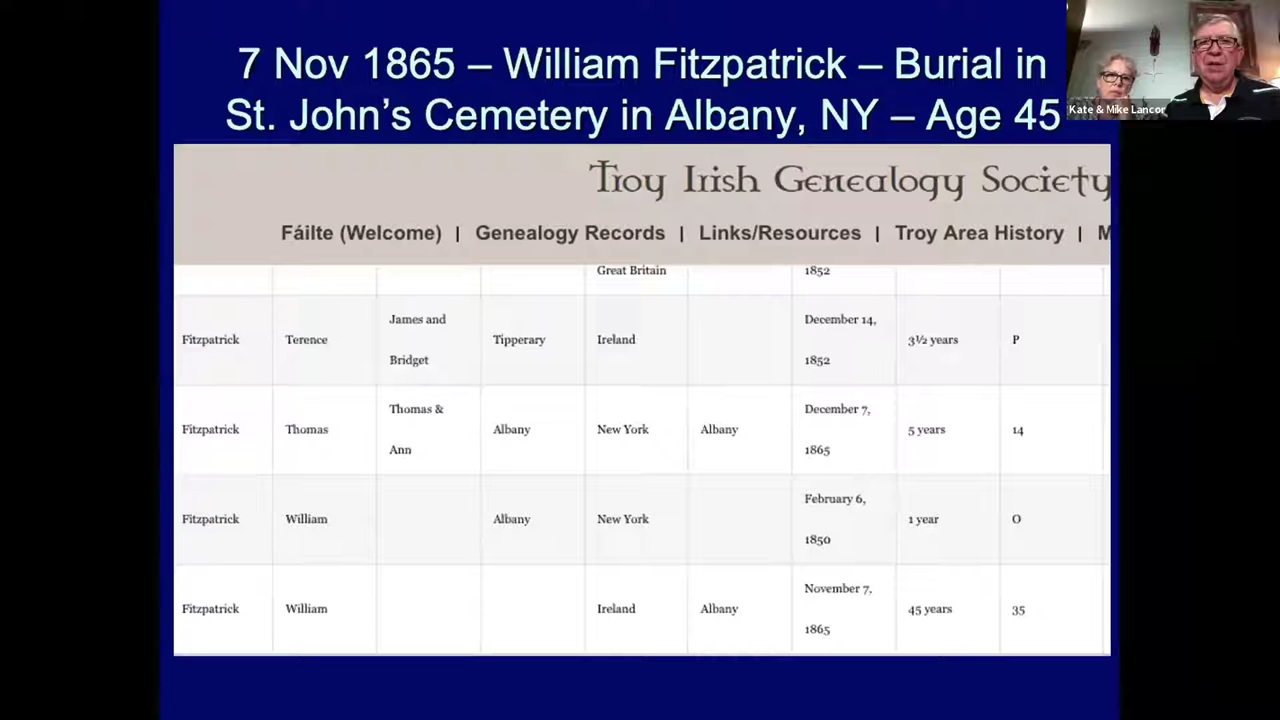 7 Nov 1865 – William Fitzpatrick – Burial in
St. John's Cemetery in Albany, NY – Age 45
Kate & Mike Lancor
Troy Irish Genealogy Society
Fáilte (Welcome) | Genealogy Records | Links/Resources | Troy Area History | M
Great Britain 1852
Fitzpatrick Terence James and Bridget Tipperary Ireland December 14, 1852 3½ years P
Fitzpatrick Thomas Thomas & Ann Albany New York Albany December 7, 1865 5 years 14
Fitzpatrick William Albany New York February 6, 1850 1 year O
Fitzpatrick William Ireland Albany November 7, 1865 45 years 35